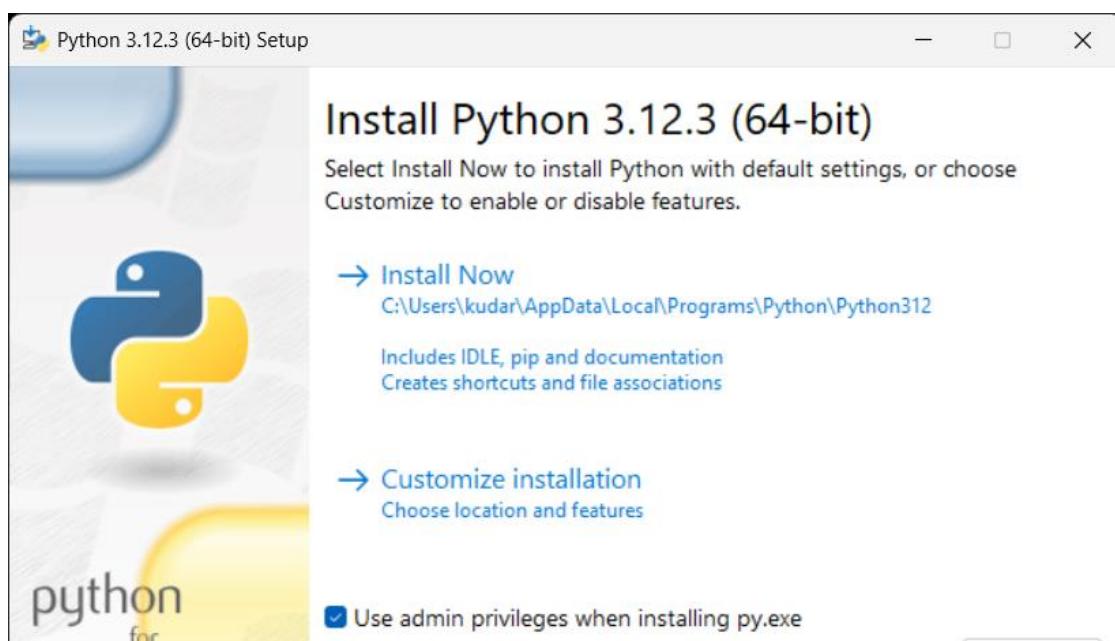 Python 3.12.3 (64-bit) Setup
Install Python 3.12.3 (64-bit)
Select Install Now to install Python with default settings, or choose
Customize to enable or disable features.
Install Now
C:\Users\kudar\AppData\Local\Programs\Python\Python312
Includes IDLE, pip and documentation
Creates shortcuts and file associations
Customize installation
Choose location and features
python
for
Use admin privileges when installing py.exe